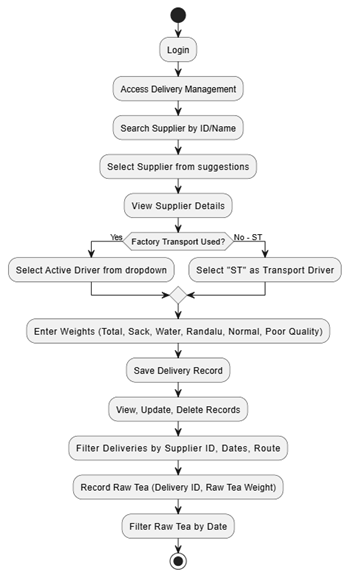 Login
Access Delivery Management
Search Supplier by ID/Name
Select Supplier from suggestions
View Supplier Details
Yes
Factory Transport Used?
No - ST
Select Active Driver from dropdown
Select "ST" as Transport Driver
Enter Weights (Total, Sack, Water, Randalu, Normal, Poor Quality)
Save Delivery Record
View, Update, Delete Records
Filter Deliveries by Supplier ID, Dates, Route
Record Raw Tea (Delivery ID, Raw Tea Weight)
Filter Raw Tea by Date